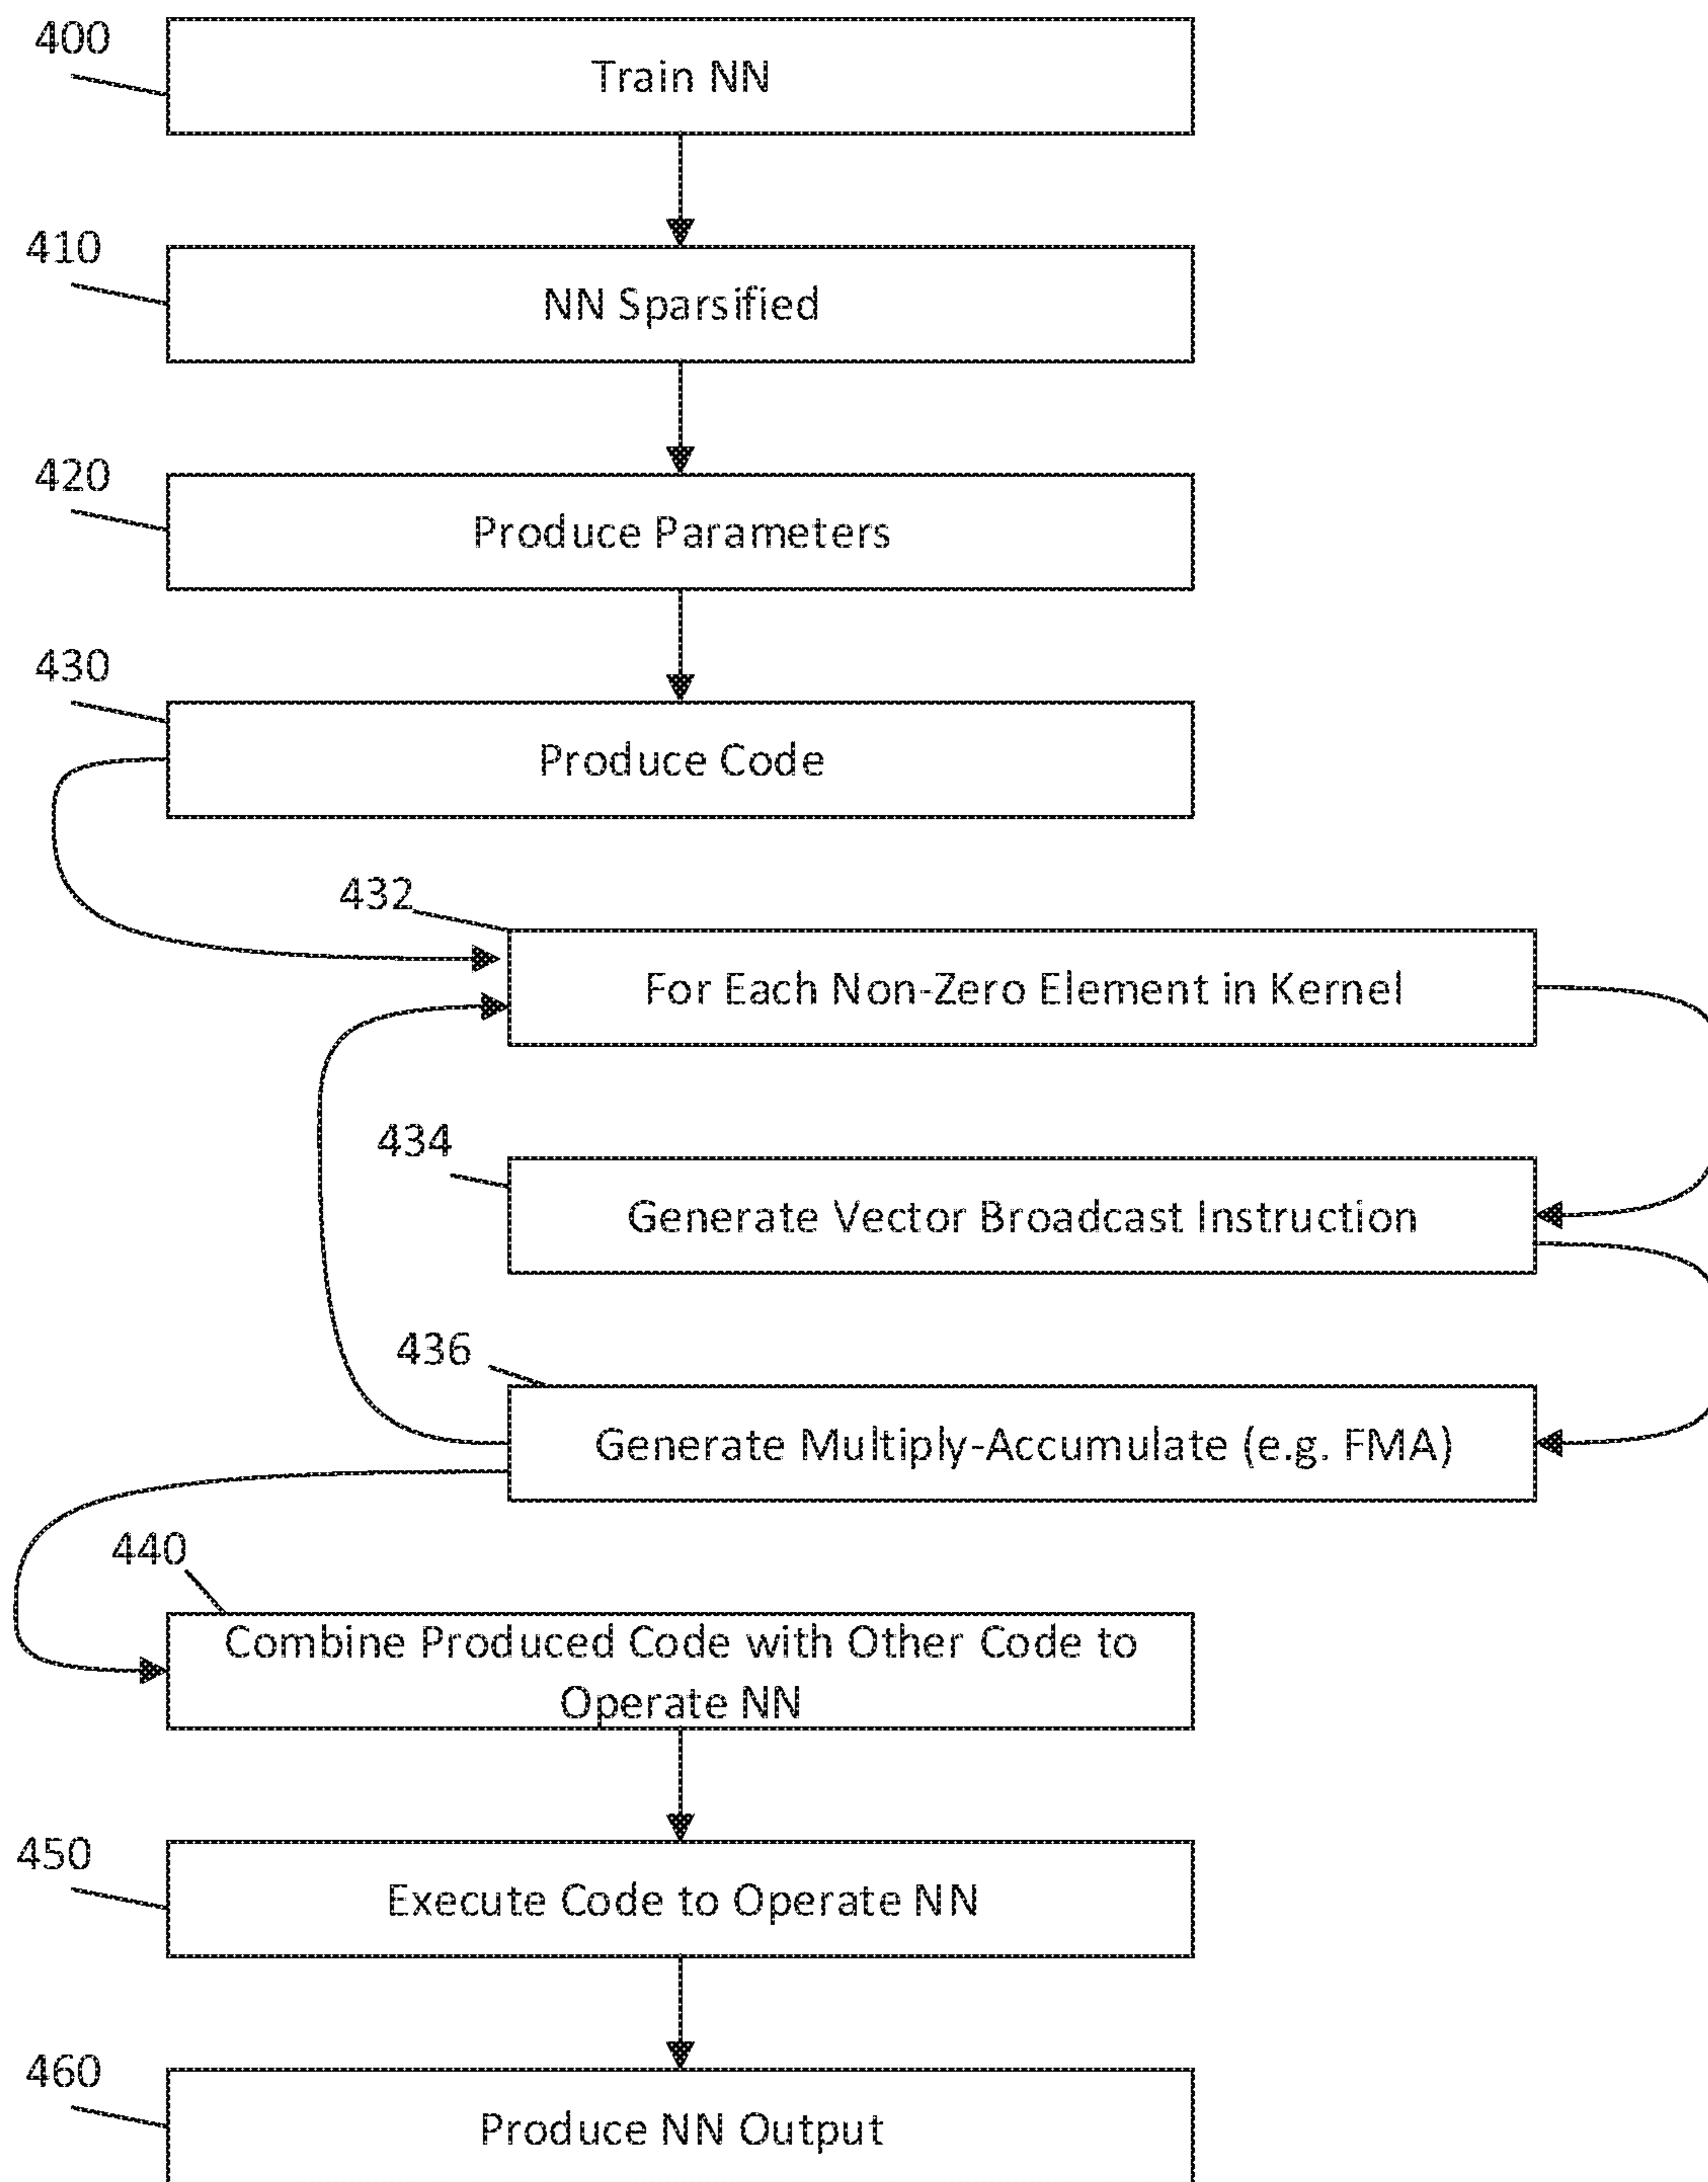 400
Train NN
410
NN Sparsified
420
Produce Parameters
430
Produce Code
432
For Each Non-Zero Element in Kernel
434
Generate Vector Broadcast Instruction
436
Generate Multiply-Accumulate (e.g. FMA)
440
Combine Produced Code with Other Code to
Operate NN
450
Execute Code to Operate NN
460
Produce NN Output